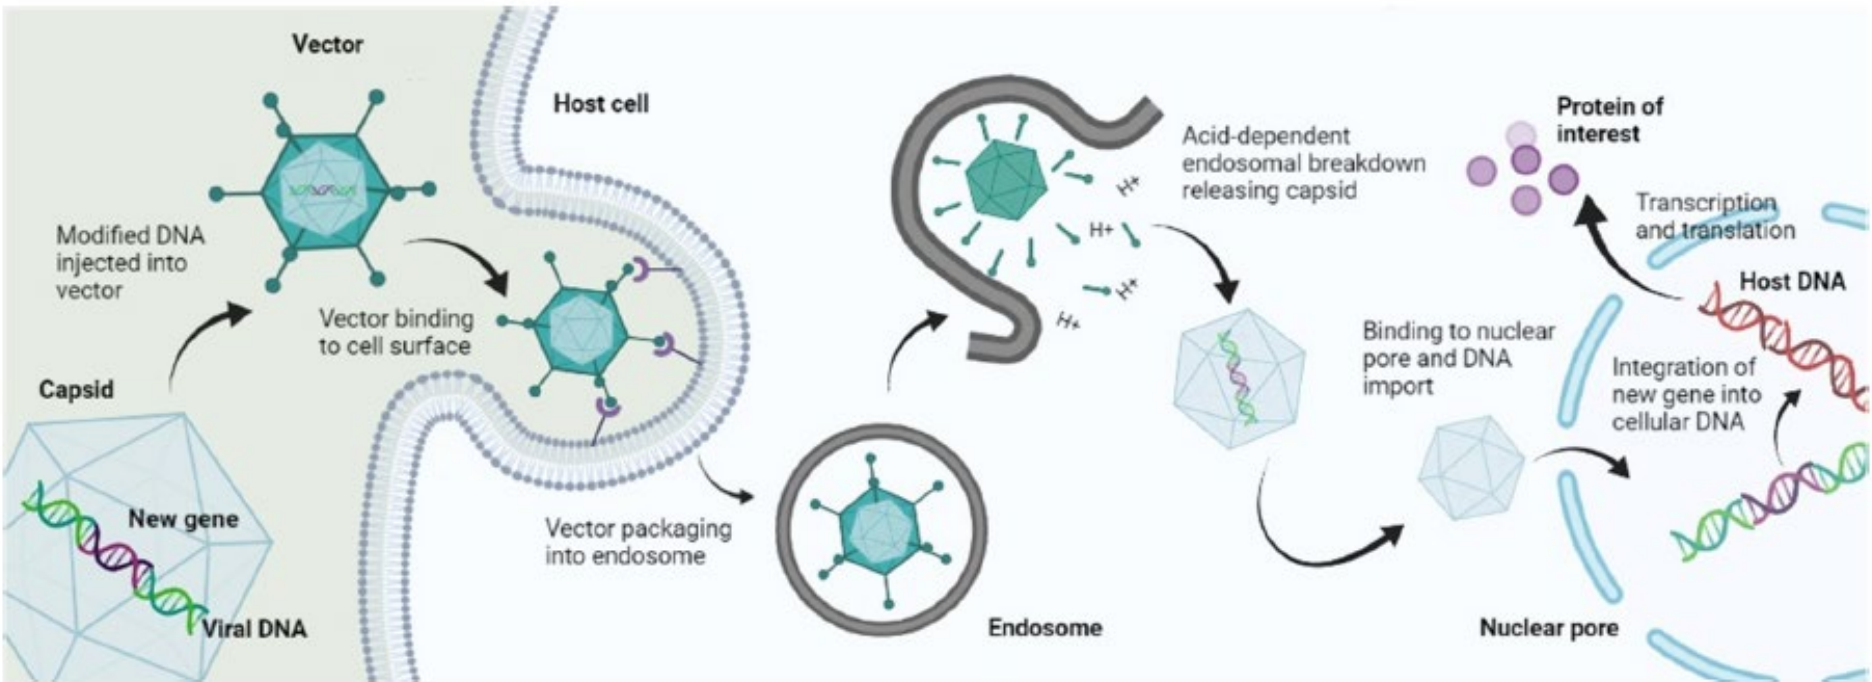 Vector
Host cell
Modified DNA
injected into
vector
Vector binding
to cell surface
Capsid
New gene
Viral DNA
Vector packaging
into endosome
Endosome
Acid-dependent
endosomal breakdown
releasing capsid
H+
H+
H+
H+
Binding to nuclear
pore and DNA
import
Nuclear pore
Integration of
new gene into
cellular DNA
Host DNA
Transcription
and translation
Protein of
interest